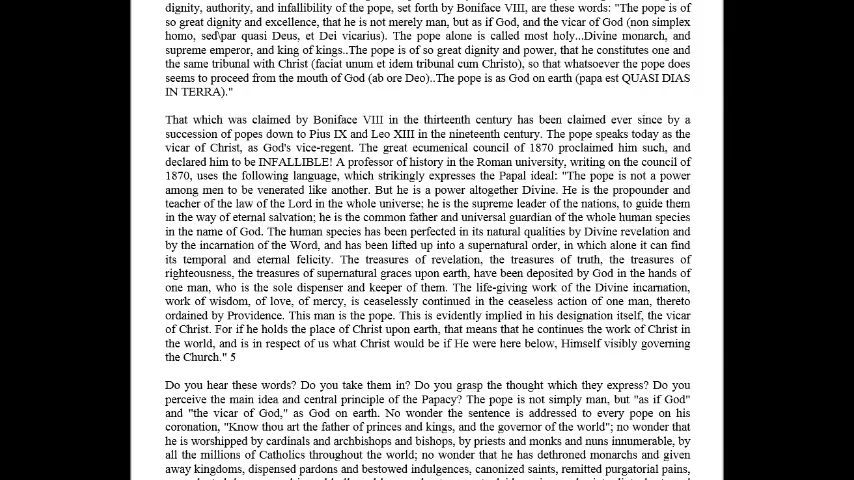 dignity, authority, and infallibility of the pope, set forth by Boniface VIII, are these words: "The pope is of
so great dignity and excellence, that he is not merely man, but as if God, and the vicar of God (non simplex
homo, sed\par quasi Deus, et Dei vicarius). The pope alone is called most holy...Divine monarch, and
supreme emperor, and king of kings..The pope is of so great dignity and power, that he constitutes one and
the same tribunal with Christ (faciat unum et idem tribunal cum Christo), so that whatsoever the pope does
seems to proceed from the mouth of God (ab ore Deo)..The pope is as God on earth (papa est QUASI DIAS
IN TERRA)."
That which was claimed by Boniface VIII in the thirteenth century has been claimed ever since by a
succession of popes down to Pius IX and Leo XIII in the nineteenth century. The pope speaks today as the
vicar of Christ, as God's vice-regent. The great ecumenical council of 1870 proclaimed him such, and
declared him to be INFALLIBLE! A professor of history in the Roman university, writing on the council of
1870, uses the following language, which strikingly expresses the Papal ideal: "The pope is not a power
among men to be venerated like another. But he is a power altogether Divine. He is the propounder and
teacher of the law of the Lord in the whole universe; he is the supreme leader of the nations, to guide them
in the way of eternal salvation; he is the common father and universal guardian of the whole human species
in the name of God. The human species has been perfected in its natural qualities by Divine revelation and
by the incarnation of the Word, and has been lifted up into a supernatural order, in which alone it can find
its temporal and eternal felicity. The treasures of revelation, the treasures of truth, the treasures of
righteousness, the treasures of supernatural graces upon earth, have been deposited by God in the hands of
one man, who is the sole dispenser and keeper of them. The life-giving work of the Divine incarnation,
work of wisdom, of love, of mercy, is ceaselessly continued in the ceaseless action of one man, thereto
ordained by Providence. This man is the pope. This is evidently implied in his designation itself, the vicar
of Christ. For if he holds the place of Christ upon earth, that means that he continues the work of Christ in
the world, and is in respect of us what Christ would be if He were here below, Himself visibly governing
the Church." 5
Do you hear these words? Do you take them in? Do you grasp the thought which they express? Do you
perceive the main idea and central principle of the Papacy? The pope is not simply man, but "as if God"
and "the vicar of God," as God on earth. No wonder the sentence is addressed to every pope on his
coronation, "Know thou art the father of princes and kings, and the governor of the world"; no wonder that
he is worshipped by cardinals and archbishops and bishops, by priests and monks and nuns innumerable, by
all the millions of Catholics throughout the world; no wonder that he has dethroned monarchs and given
away kingdoms, dispensed pardons and bestowed indulgences, canonized saints, remitted purgatorial pains,